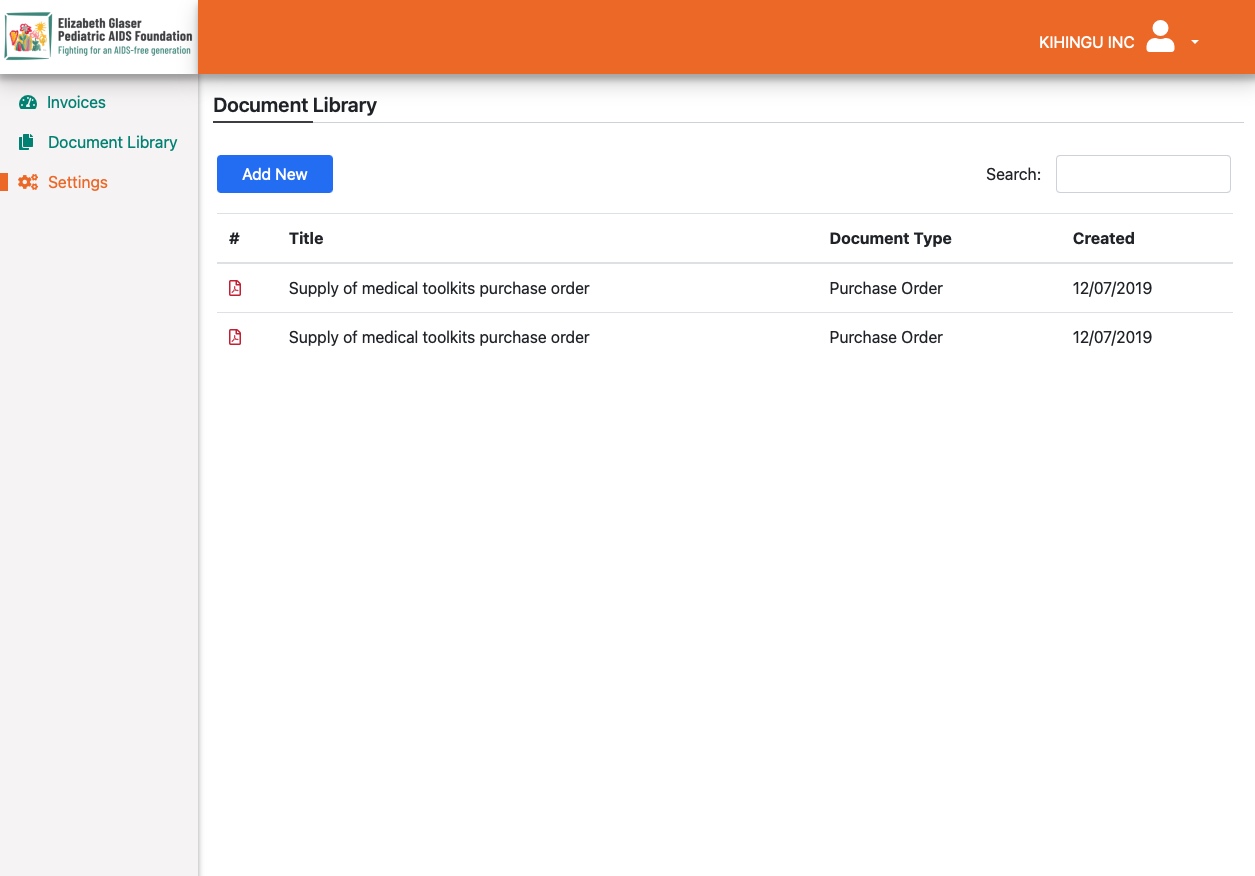 Elizabeth Glaser
Pediatric AIDS Foundation
Fighting for an AIDS-free generation
KIHINGU INC
Invoices
Document Library
Settings
Document Library
Add New
Search:
# Title Document Type Created
Supply of medical toolkits purchase order Purchase Order 12/07/2019
Supply of medical toolkits purchase order Purchase Order 12/07/2019